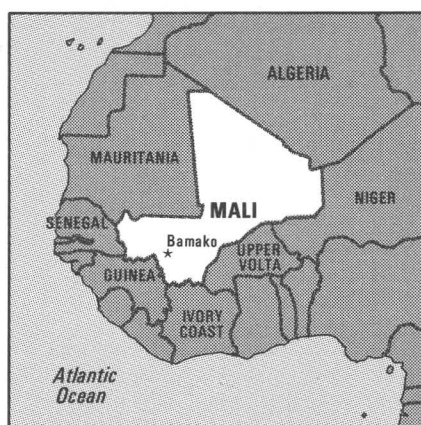 ALGERIA
MAURITANIA
MALI
NIGER
SENEGAL
Bamako
UPPER
VOLTA
GUINEA
IVORY
COAST
Atlantic
Ocean